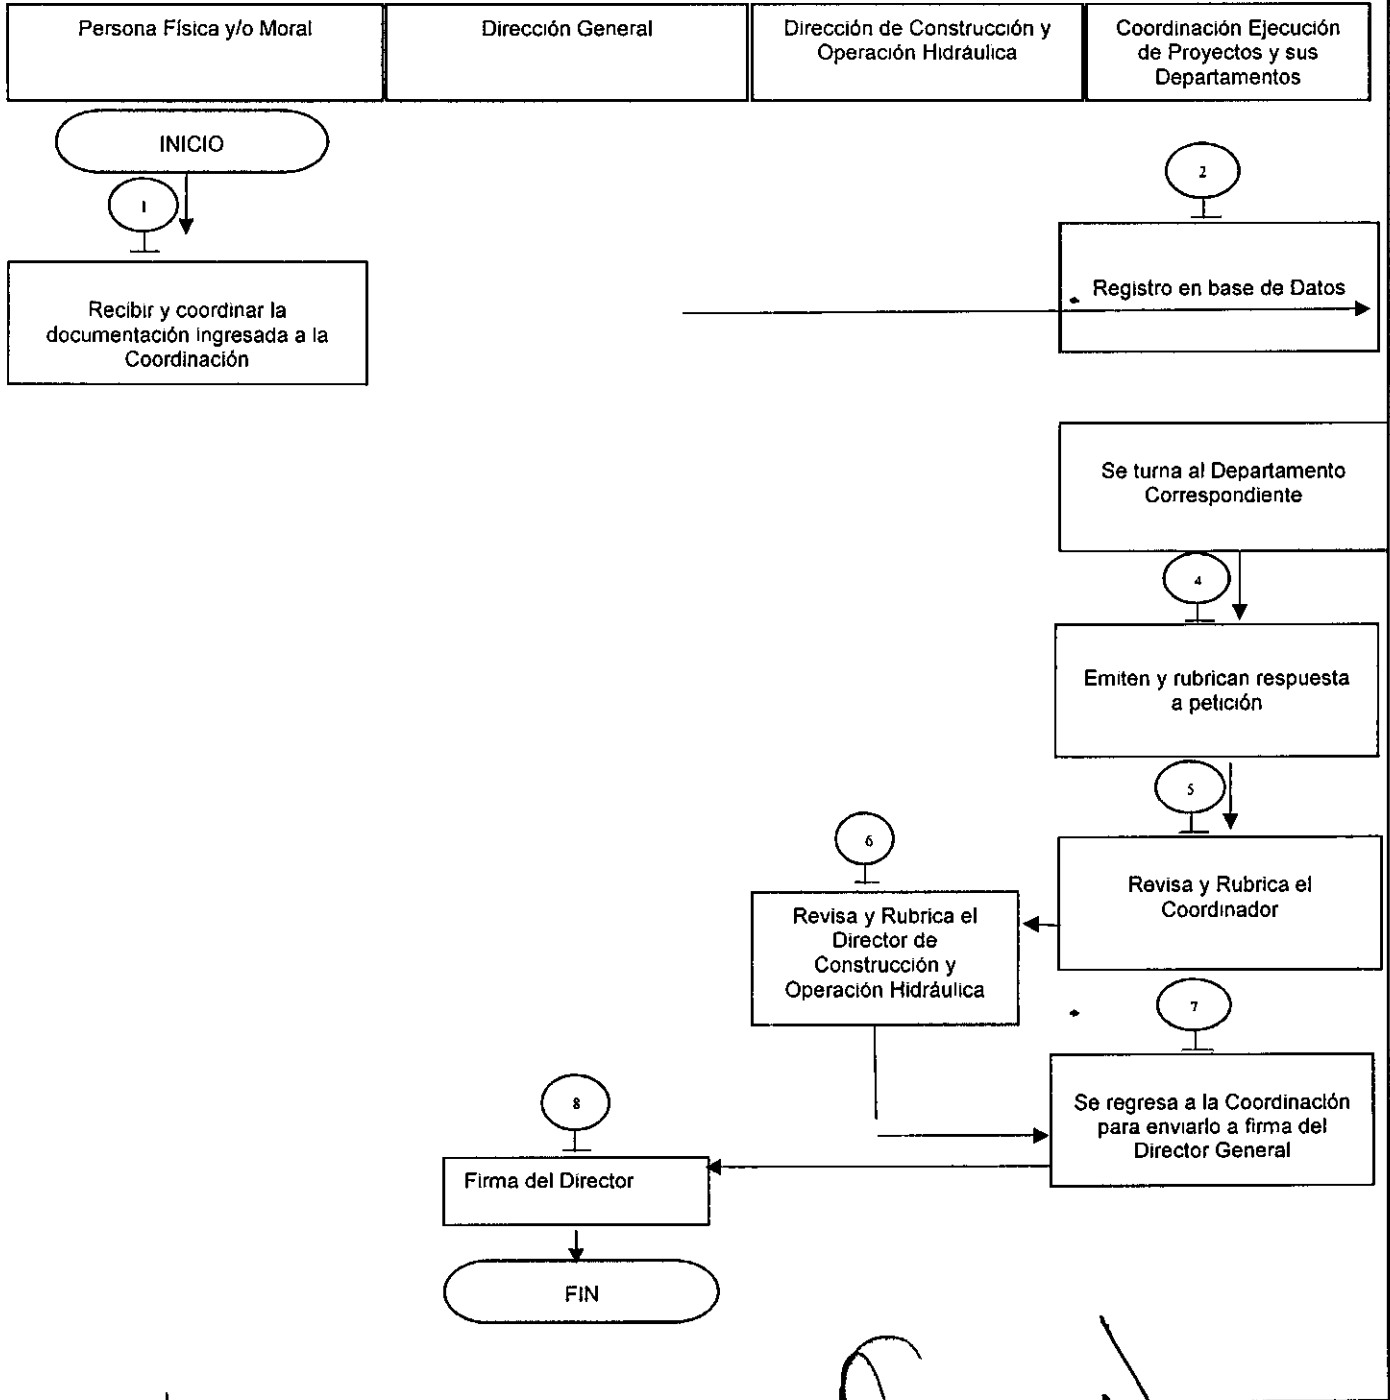 Persona Física y/o Moral
Dirección General
Dirección de Construcción y
Operación Hidráulica
Coordinación Ejecución
de Proyectos y sus
Departamentos
INICIO
1
Recibir y coordinar la
documentación ingresada a la
Coordinación
2
Registro en base de Datos
Se turna al Departamento
Correspondiente
4
Emiten y rubrican respuesta
a petición
5
Revisa y Rubrica el
Coordinador
6
Revisa y Rubrica el
Director de
Construcción y
Operación Hidráulica
7
Se regresa a la Coordinación
para enviarlo a firma del
Director General
8
Firma del Director
FIN